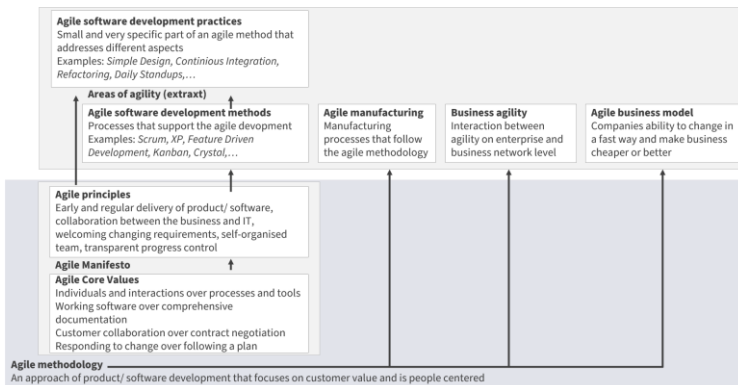 Agile software development practices
Small and very specific part of an agile method that
addresses different aspects
Examples: Simple Design, Continious Integration,
Refactoring, Daily Standups,...
Areas of agility (extraxt)
Agile software development methods
Processes that support the agile devopment
Examples: Scrum, XP, Feature Driven
Development, Kanban, Crystal,...
Agile manufacturing
Manufacturing
processes that follow
the agile methodology
Business agility
Interaction between
agility on enterprise and
business network level
Agile business model
Companies ability to change in
a fast way and make business
cheaper or better
Agile principles
Early and regular delivery of product/ software,
collaboration between the business and IT,
welcoming changing requirements, self-organised
team, transparent progress control
Agile Manifesto
Agile Core Values
Individuals and interactions over processes and tools
Working software over comprehensive
documentation
Customer collaboration over contract negotiation
Responding to change over following a plan
Agile methodology
An approach of product/ software development that focuses on customer value and is people centered